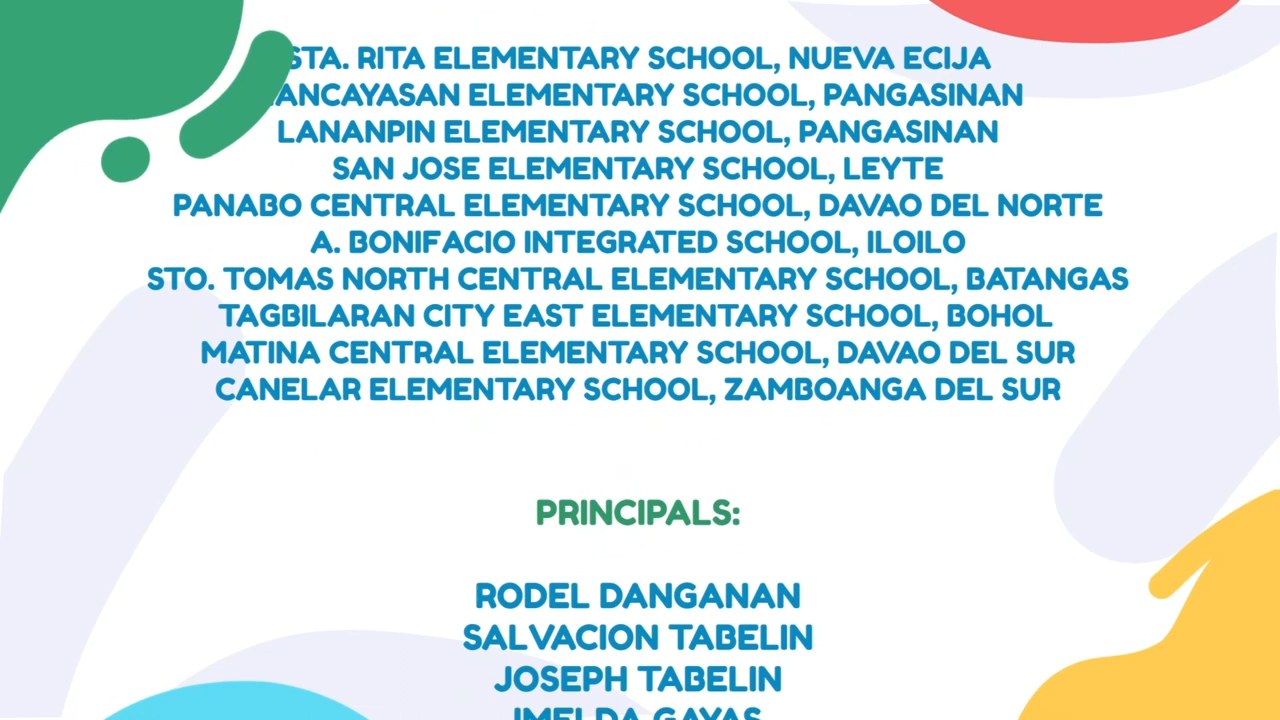 STA. RITA ELEMENTARY SCHOOL, NUEVA ECIJA
ELEMENTARY SCHOOL, PANGASINAN
LANANPIN ELEMENTARY SCHOOL, PANGASINAN
SAN JOSE ELEMENTARY SCHOOL, LEYTE
PANABO CENTRAL ELEMENTARY SCHOOL, DAVAO DEL NORTE
A. BONIFACIO INTEGRATED SCHOOL, ILOILO
STO. TOMAS NORTH CENTRAL ELEMENTARY SCHOOL, BATANGAS
TAGBILARAN CITY EAST ELEMENTARY SCHOOL, BOHOL
MATINA CENTRAL ELEMENTARY SCHOOL, DAVAO DEL SUR
CANELAR ELEMENTARY SCHOOL, ZAMBOANGA DEL SUR
PRINCIPALS:
RODEL DANGANAN
SALVACION TABELIN
JOSEPH TABELIN
IMELDA GAYAS